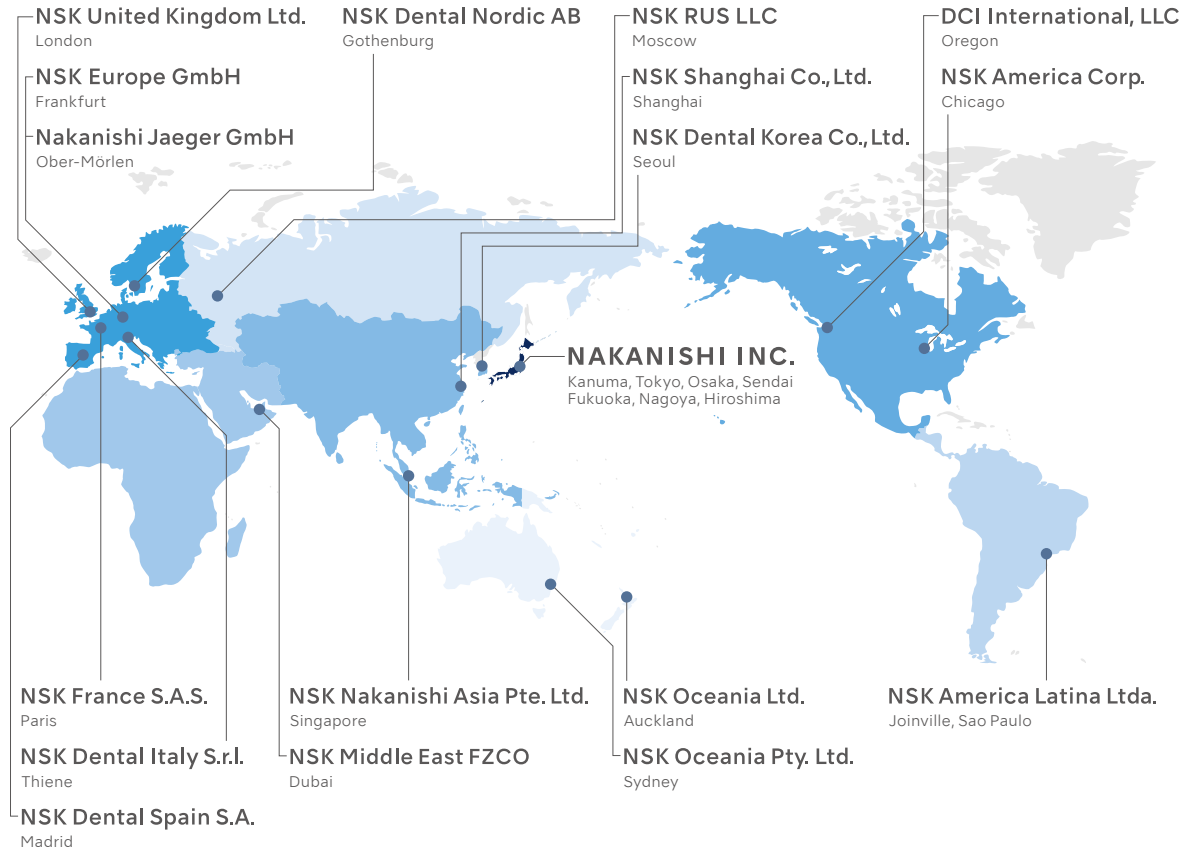 NSK United Kingdom Ltd.
London
NSK Europe GmbH
Frankfurt
Nakanishi Jaeger GmbH
Ober-Mörlen
NSK Dental Nordic AB
Gothenburg
NSK RUS LLC
Moscow
NSK Shanghai Co., Ltd.
Shanghai
NSK Dental Korea Co., Ltd.
Seoul
DCI International, LLC
Oregon
NSK America Corp.
Chicago
NAKANISHI INC.
Kanuma, Tokyo, Osaka, Sendai
Fukuoka, Nagoya, Hiroshima
NSK France S.A.S.
Paris
NSK Dental Italy S.r.l.
Thiene
NSK Dental Spain S.A.
Madrid
NSK Nakanishi Asia Pte. Ltd.
Singapore
NSK Middle East FZCO
Dubai
NSK Oceania Ltd.
Auckland
NSK Oceania Pty. Ltd.
Sydney
NSK America Latina Ltda.
Joinville, Sao Paulo